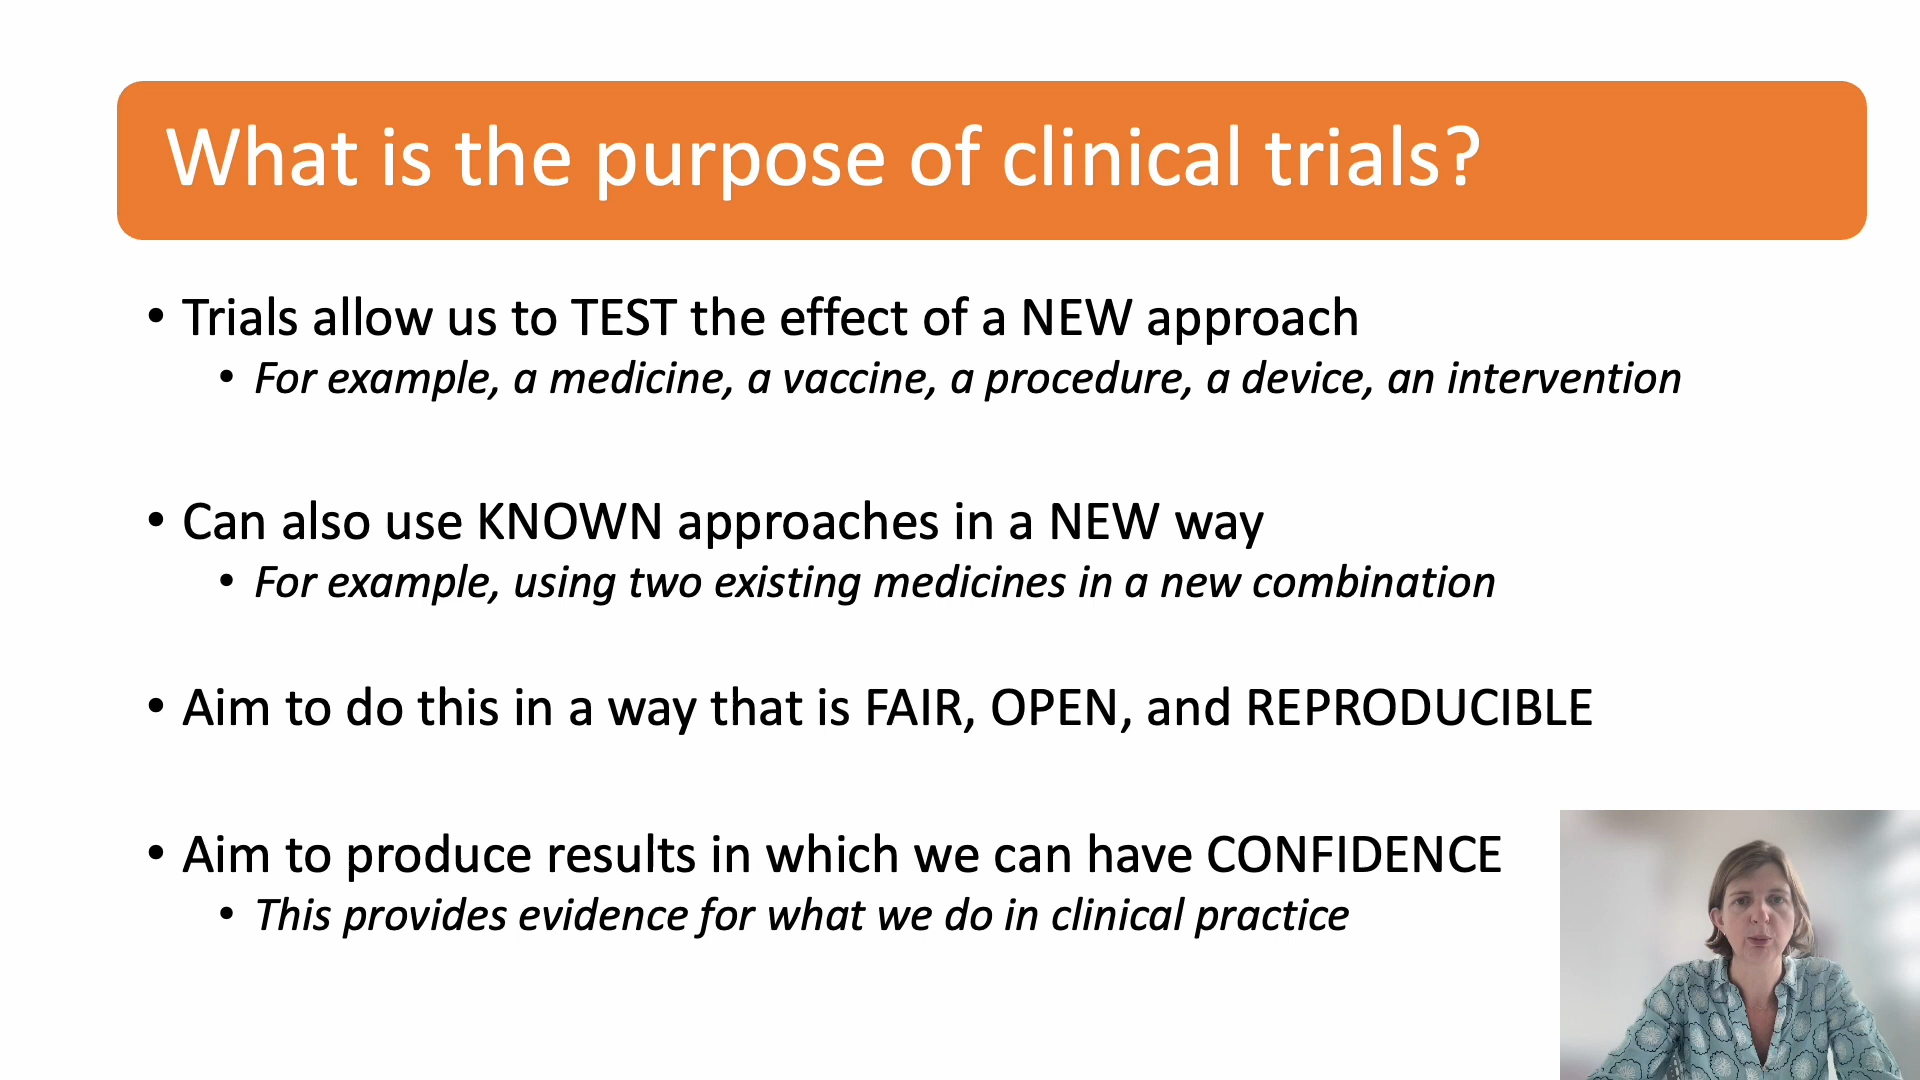 What is the purpose of clinical trials?
• Trials allow us to TEST the effect of a NEW approach
• For example, a medicine, a vaccine, a procedure, a device, an intervention
• Can also use KNOWN approaches in a NEW way
• For example, using two existing medicines in a new combination
• Aim to do this in a way that is FAIR, OPEN, and REPRODUCIBLE
• Aim to produce results in which we can have CONFIDENCE
• This provides evidence for what we do in clinical practice